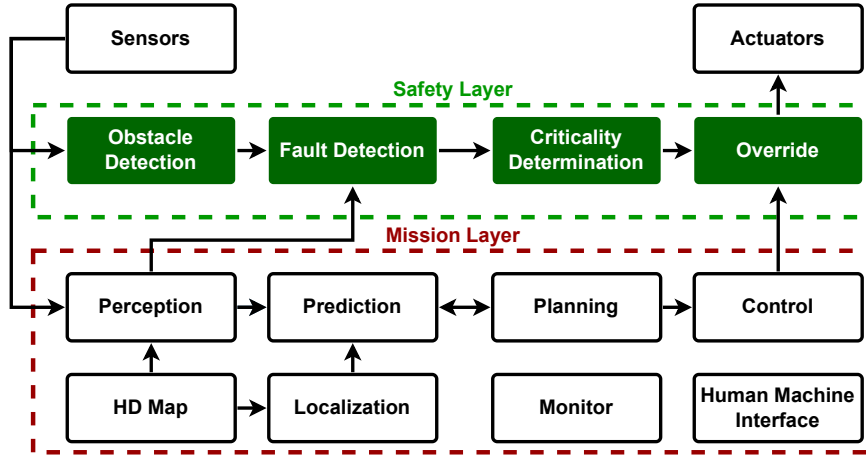 Sensors
Actuators
Safety Layer
Obstacle
Detection
Fault Detection
Criticality
Determination
Override
Mission Layer
Perception
Prediction
Planning
Control
HD Map
Localization
Monitor
Human Machine
Interface